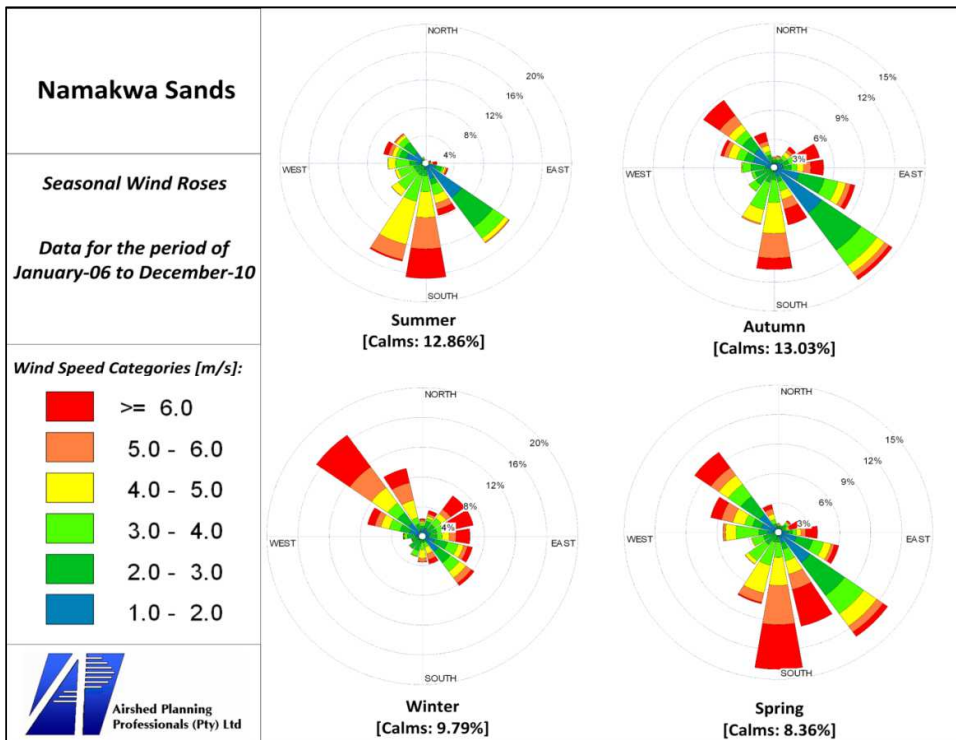 Namakwa Sands
Seasonal Wind Roses
Data for the period of
January-06 to December-10
Wind Speed Categories [m/s]:
>= 6.0
5.0 - 6.0
4.0 - 5.0
3.0 - 4.0
2.0 - 3.0
1.0 - 2.0
Airshed Planning
Professionals (Pty) Ltd
NORTH
20%
16%
12%
8%
4%
WEST
EAST
SOUTH
Summer
[Calms: 12.86%]
NORTH
15%
12%
9%
6%
3%
WEST
EAST
SOUTH
Autumn
[Calms: 13.03%]
NORTH
20%
16%
12%
8%
4%
WEST
EAST
SOUTH
Winter
[Calms: 9.79%]
NORTH
15%
12%
9%
6%
3%
WEST
EAST
SOUTH
Spring
[Calms: 8.36%]